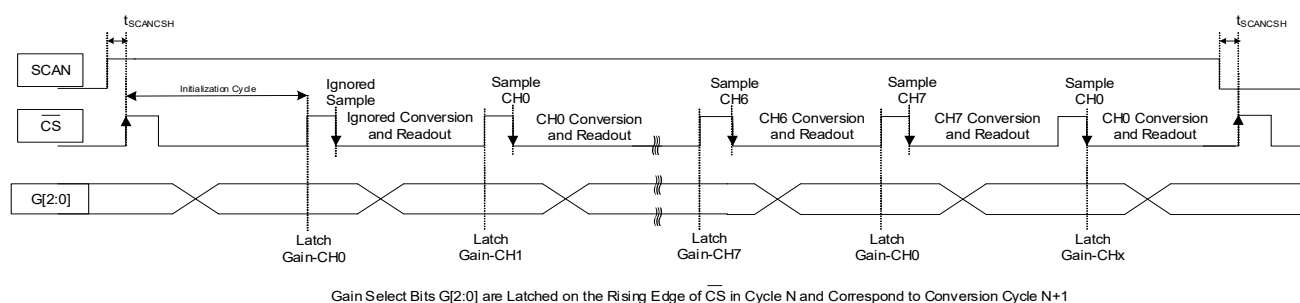 tSCANCSH
tSCANCSH
SCAN
Initialization Cycle
Ignored
Sample
Sample
CH0
Sample
CH6
Sample
CH7
Sample
CH0
CS
Ignored Conversion
and Readout
CH0 Conversion
and Readout
CH6 Conversion
and Readout
CH7 Conversion
and Readout
CH0 Conversion
and Readout
G[2:0]
Latch
Gain-CH0
Latch
Gain-CH1
Latch
Gain-CH7
Latch
Gain-CH0
Latch
Gain-CHx
Gain Select Bits G[2:0] are Latched on the Rising Edge of CS in Cycle N and Correspond to Conversion Cycle N+1